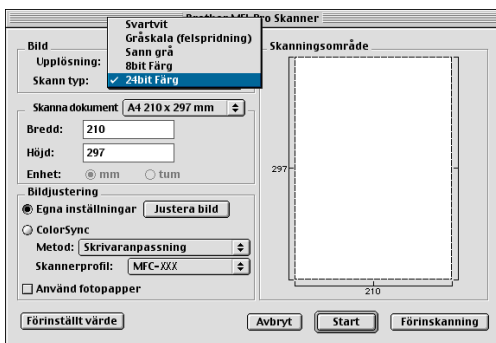 Pro Skanner
Bild
Upplösning:
Skann typ:
Svartvit
Gråskala (felspridning)
Sann grå
8bit Färg
✓ 24bit Färg
Skanna dokument A4 210 x 297 mm
Bredd: 210
Höjd: 297
Enhet: mm tum
Bildjustering
Egna inställningar Justera bild
ColorSync
Metod: Skrivaranpassning
Skannerprofil: MFC-XXX
Använd fotopapper
Skanningsområde
297
210
Förinställt värde Avbryt Start Förinskanning